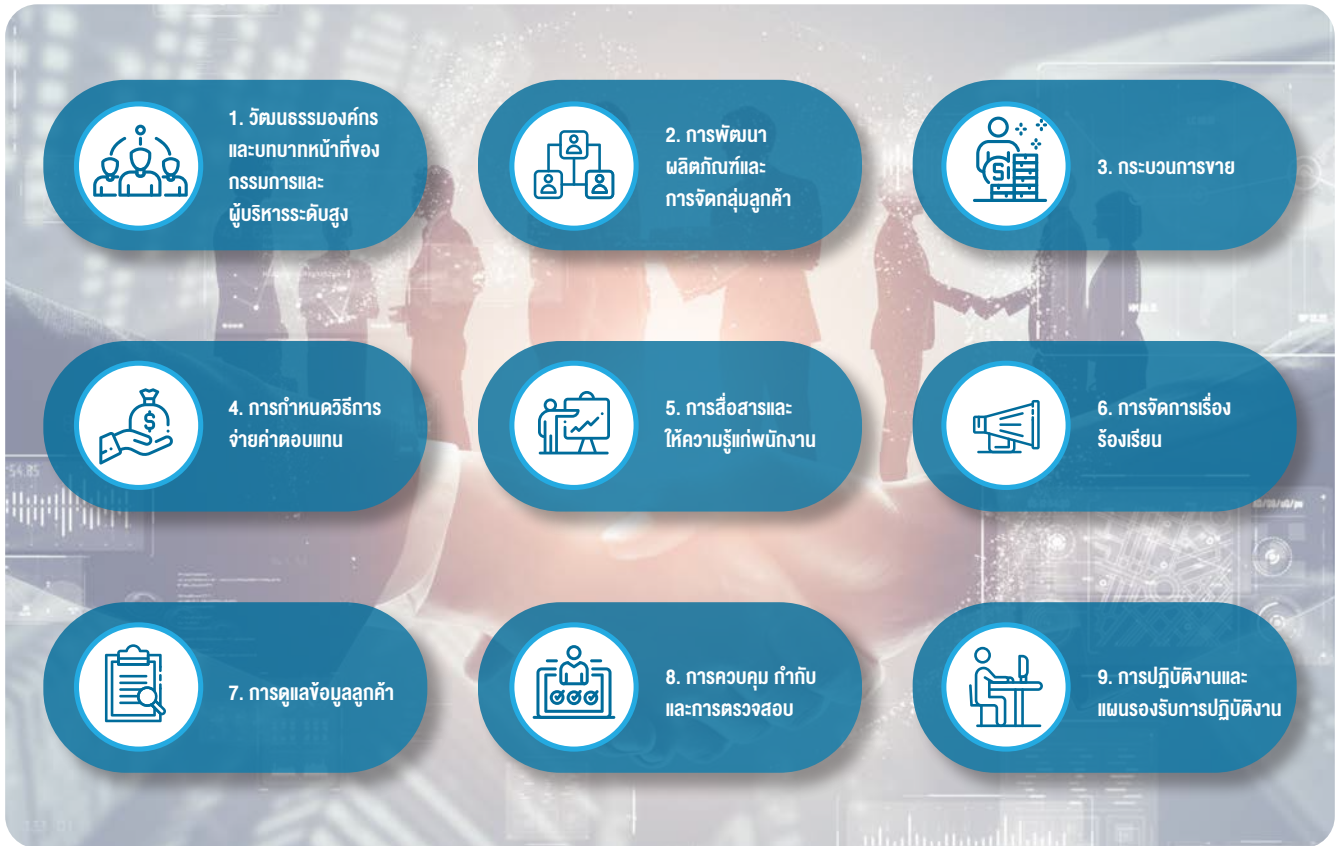 1. วัฒนธรรมองค์กร
และบทบาทหน้าที่ของ
กรรมการและ
ผู้บริหารระดับสูง
2. การพัฒนา
ผลิตภัณฑ์และ
การจัดกลุ่มลูกค้า
3. กระบวนการขาย
4. การกำหนดวิธีการ
จ่ายค่าตอบแทน
$
5. การสื่อสารและ
ให้ความรู้แก่พนักงาน
6. การจัดการเรื่อง
ร้องเรียน
54.85
7. การดูแลข้อมูลลูกค้า
8. การควบคุม กำกับ
และการตรวจสอบ
9. การปฏิบัติงานและ
แผนรองรับการปฏิบัติงาน